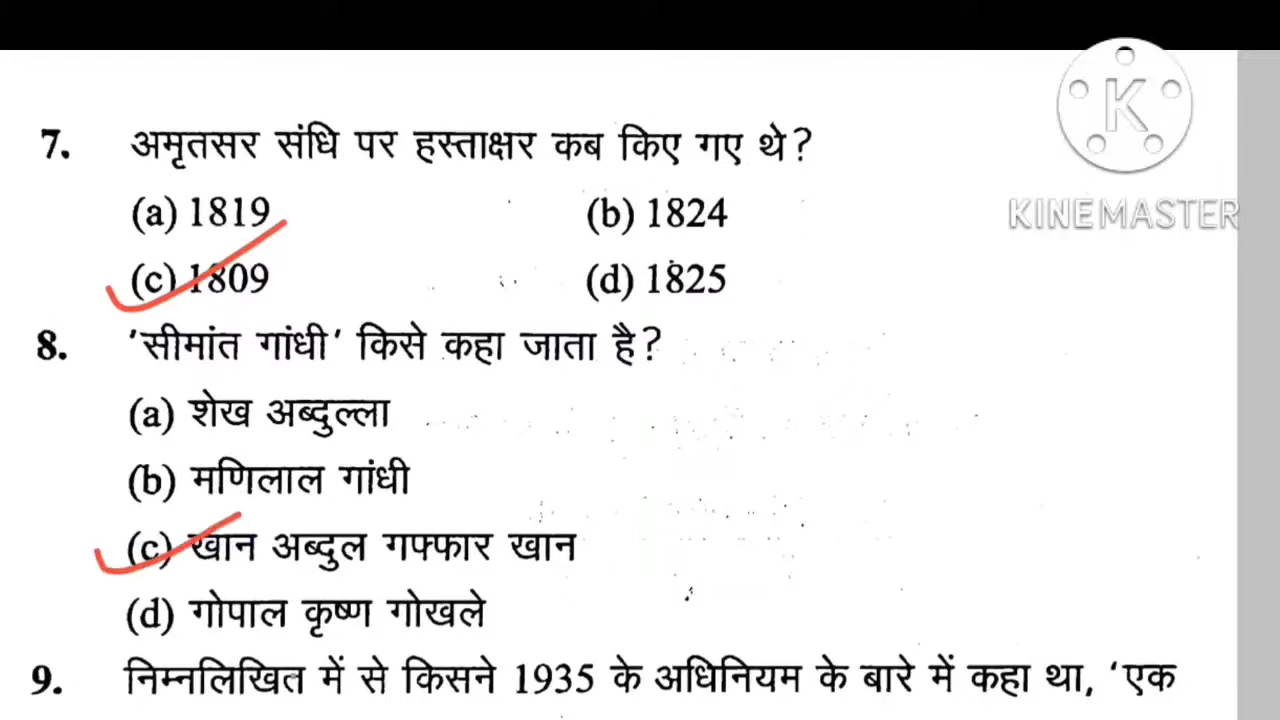 7. अमृतसर संधि पर हस्ताक्षर कब किए गए थे?
(a) 1819 (b) 1824
(c) 1809 (d) 1825
8. 'सीमांत गांधी' किसे कहा जाता है?
(a) शेख अब्दुल्ला
(b) मणिलाल गांधी
(c) खान अब्दुल गफ्फार खान
(d) गोपाल कृष्ण गोखले
9. निम्नलिखित में से किसने 1935 के अधिनियम के बारे में कहा था, 'एक
K
KINEMASTER